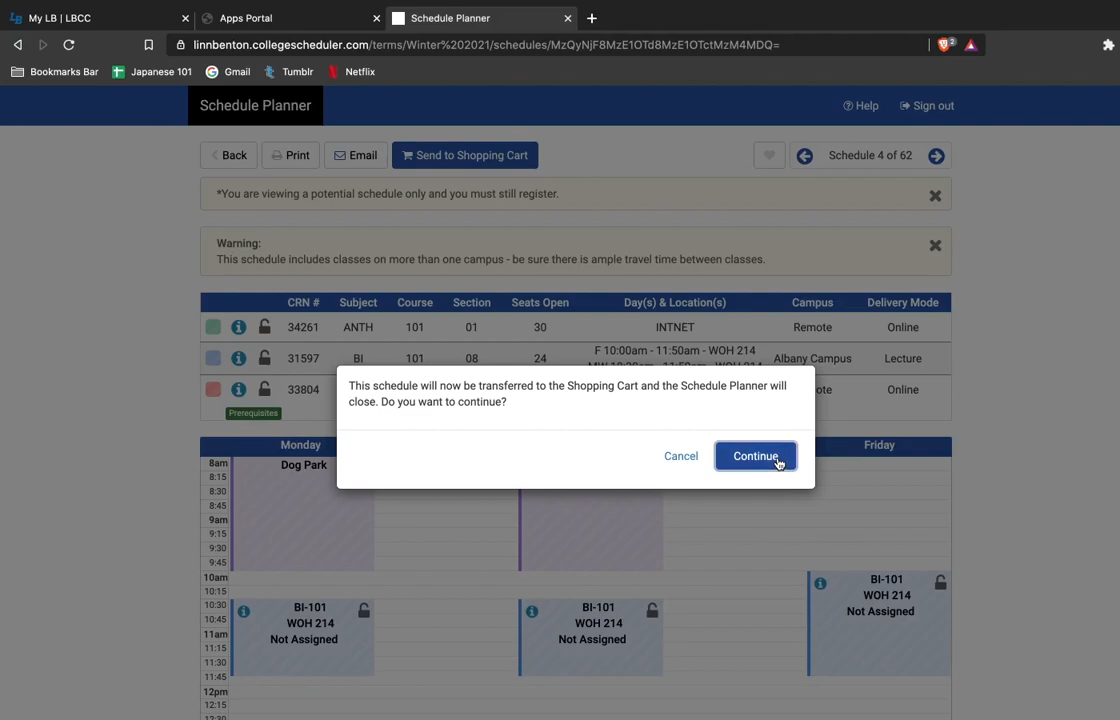 My LB | LBCC
Apps Portal
Schedule Planner
linnbenton.collegescheduler.com/terms/Winter%202021/schedules/MzQyNjF8MzE1OTd8MzE1OTctMzM4MDQ=
2
Bookmarks Bar
Japanese 101
Gmail
Tumblr
Netflix
Schedule Planner
Help
Sign out
Back
Print
Email
Send to Shopping Cart
Schedule 4 of 62
*You are viewing a potential schedule only and you must still register.
Warning:
This schedule includes classes on more than one campus - be sure there is ample travel time between classes.
CRN # Subject Course Section Seats Open Day(s) & Location(s) Campus Delivery Mode
34261 ANTH 101 01 30 INTNET Remote Online
F 10:00am - 11:50am - WOH 214
31597 BI 101 08 24 Albany Campus Lecture
33804 Online
Prerequisites
This schedule will now be transferred to the Shopping Cart and the Schedule Planner will
close. Do you want to continue?
Cancel
Continue
Monday
Friday
8am
Dog Park
8:15
8:30
8:45
9am
9:15
9:30
9:45
10am
10:15
10:30
10:45
11am
11:15
11:30
11:45
12pm
12:15
BI-101
WOH 214
Not Assigned
BI-101
WOH 214
Not Assigned
BI-101
WOH 214
Not Assigned